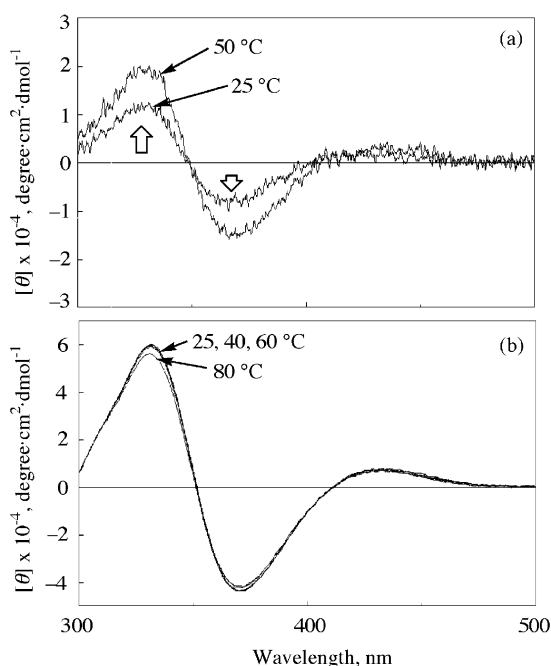 3
(a)
50 °C
2
25 °C
1
0
−1
−2
−3
[θ] x 10⁻⁴, degree·cm²·dmol⁻¹
(b)
6
25, 40, 60 °C
80 °C
4
2
0
−2
−4
[θ] x 10⁻⁴, degree·cm²·dmol⁻¹
300
400
500
Wavelength, nm